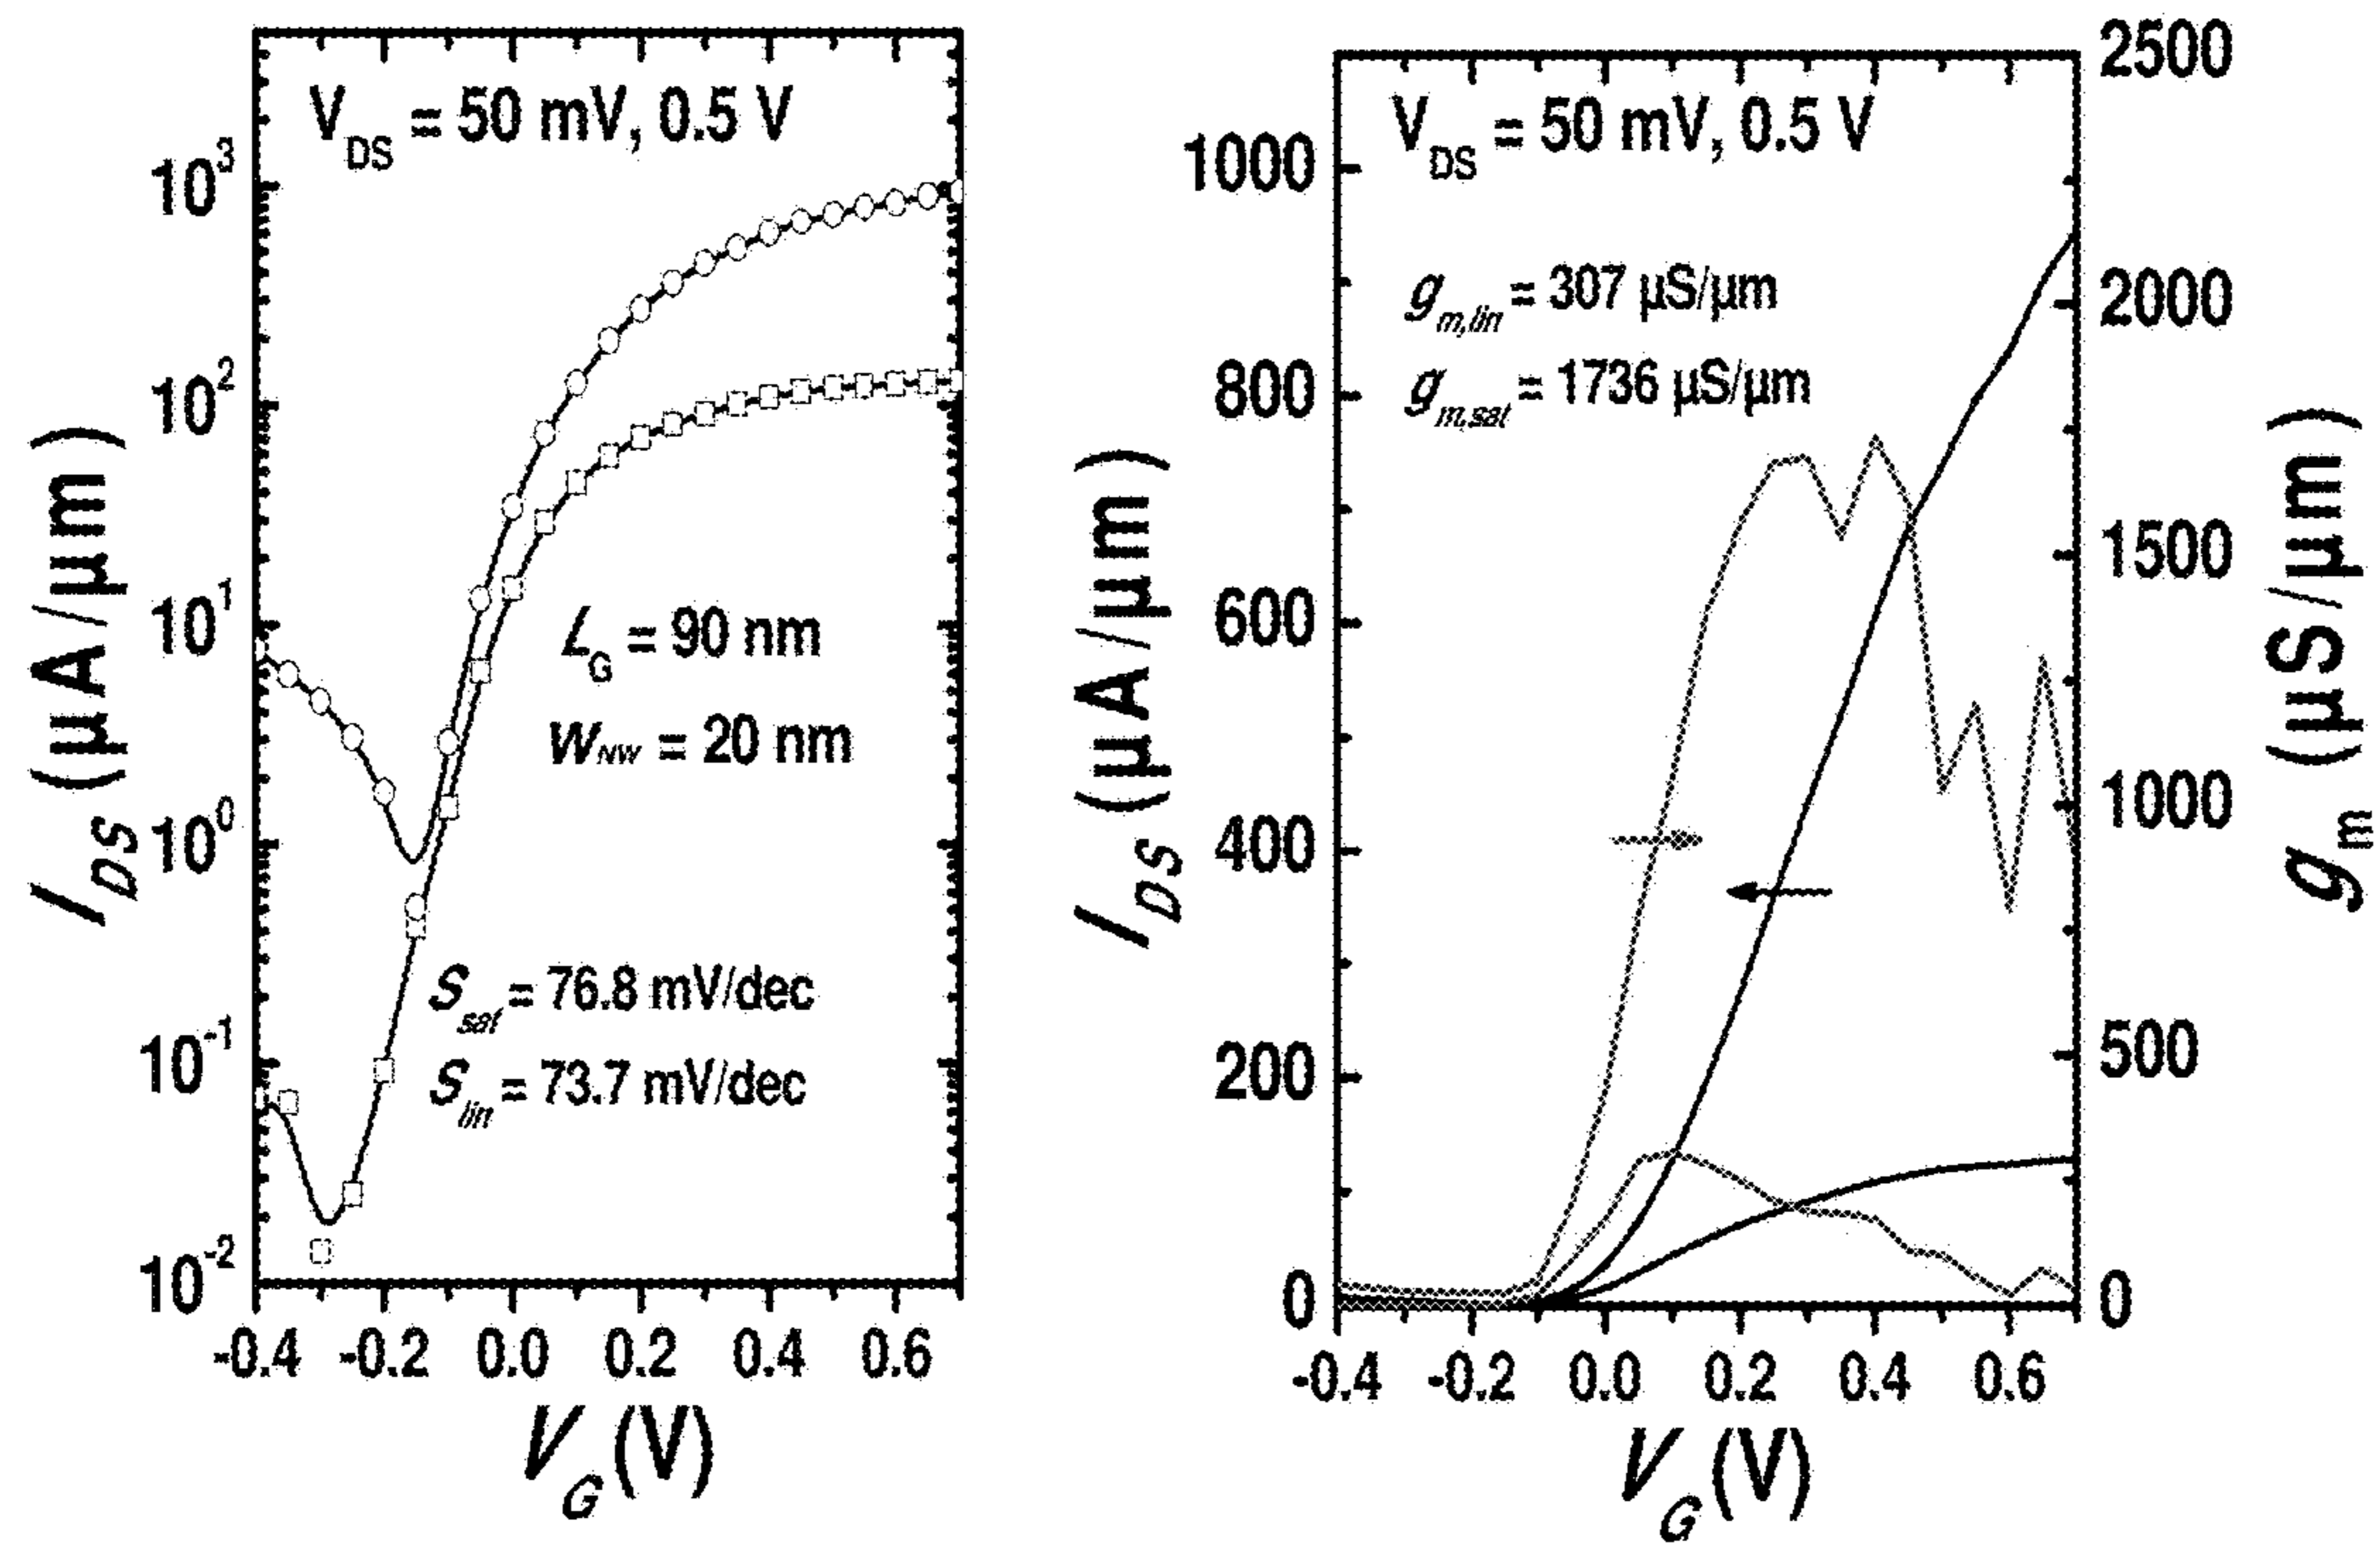 V_DS = 50 mV, 0.5 V
10^3
10^2
10^1
10^0
10^-1
10^-2
I_DS (μA/μm)
L_G = 90 nm
W_NW = 20 nm
S_sat = 76.8 mV/dec
S_lin = 73.7 mV/dec
-0.4 -0.2 0.0 0.2 0.4 0.6
V_G (V)
V_DS = 50 mV, 0.5 V
g_m,lin = 307 μS/μm
g_m,sat = 1736 μS/μm
1000
800
600
400
200
0
I_DS (μA/μm)
2500
2000
1500
1000
500
0
g_m (μS/μm)
-0.4 -0.2 0.0 0.2 0.4 0.6
V_G (V)